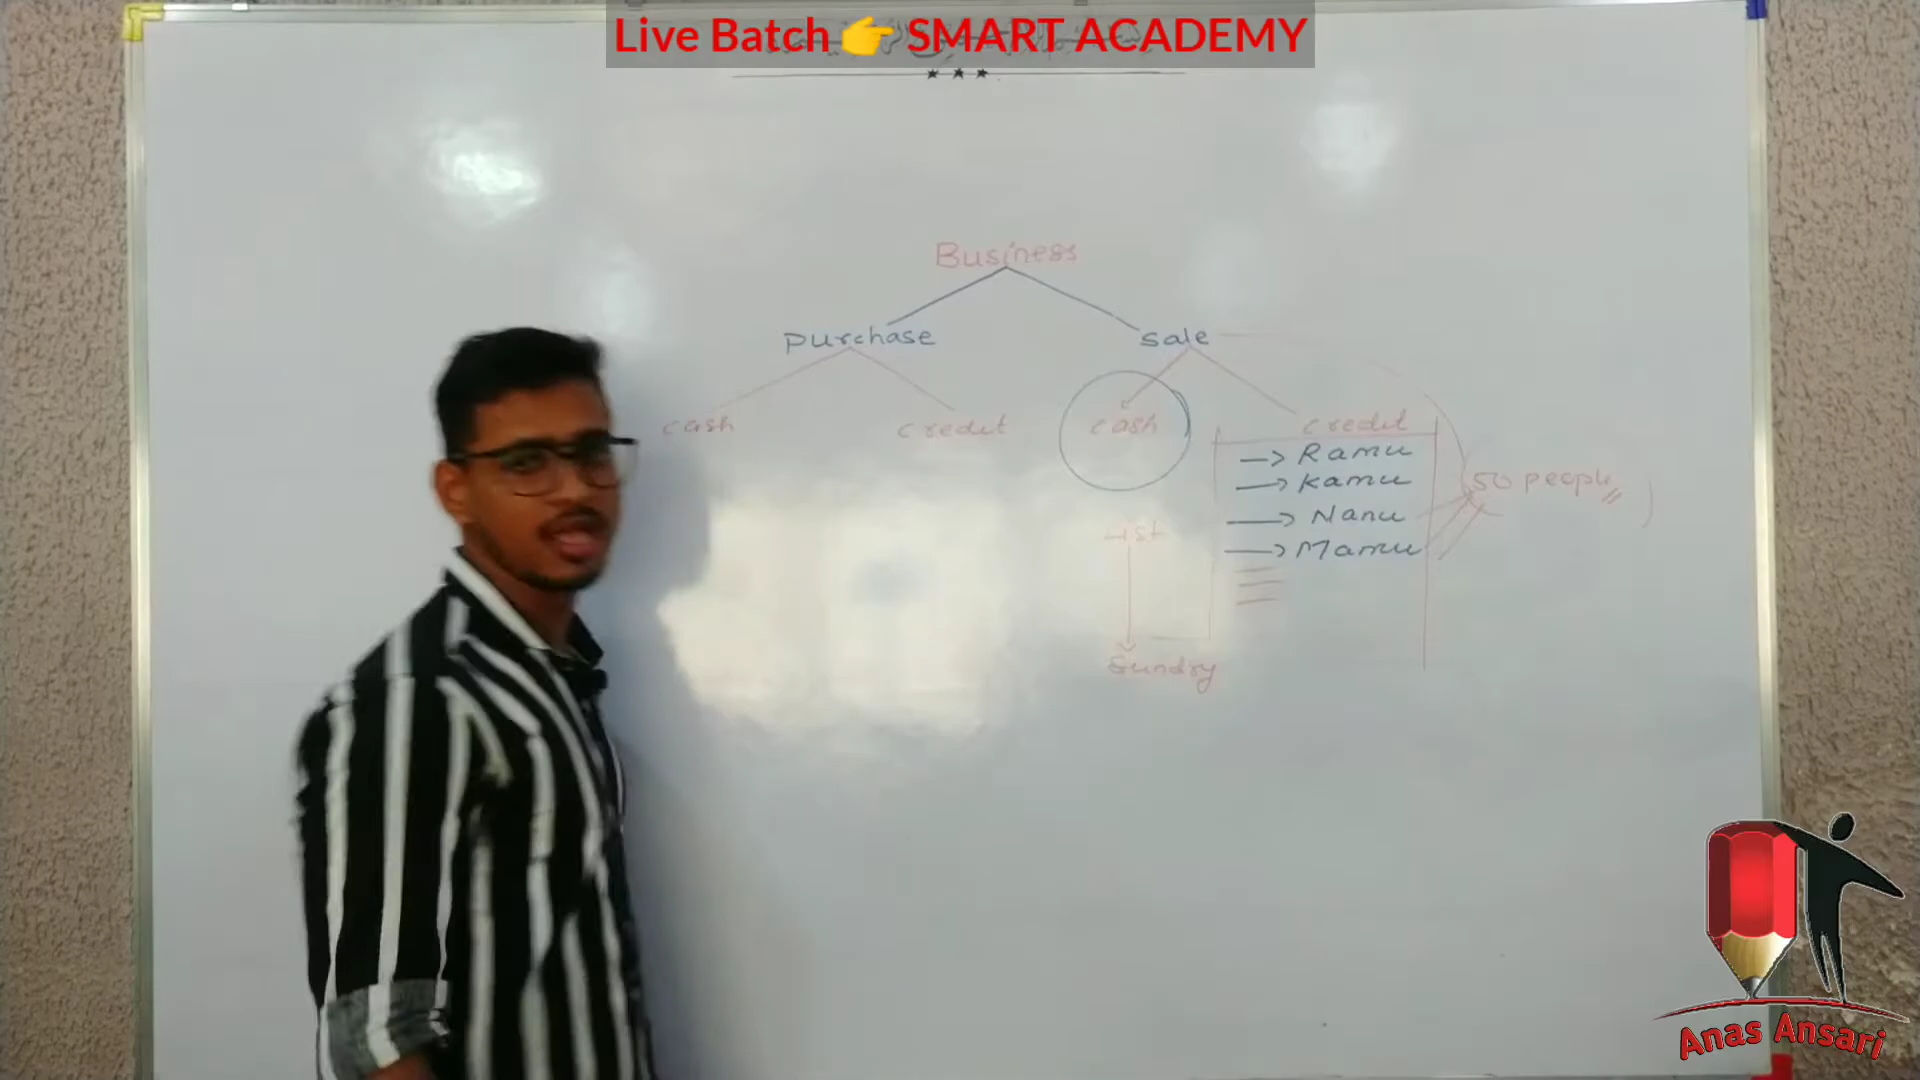 Live Batch 👉 SMART ACADEMY
★ ★ ★
Business
Purchase
sale
cash
credit
cash
credit
→ Ramu
→ Kamu
→ Nanu
→ Mamu
50 people
Sundry
Anas Ansari